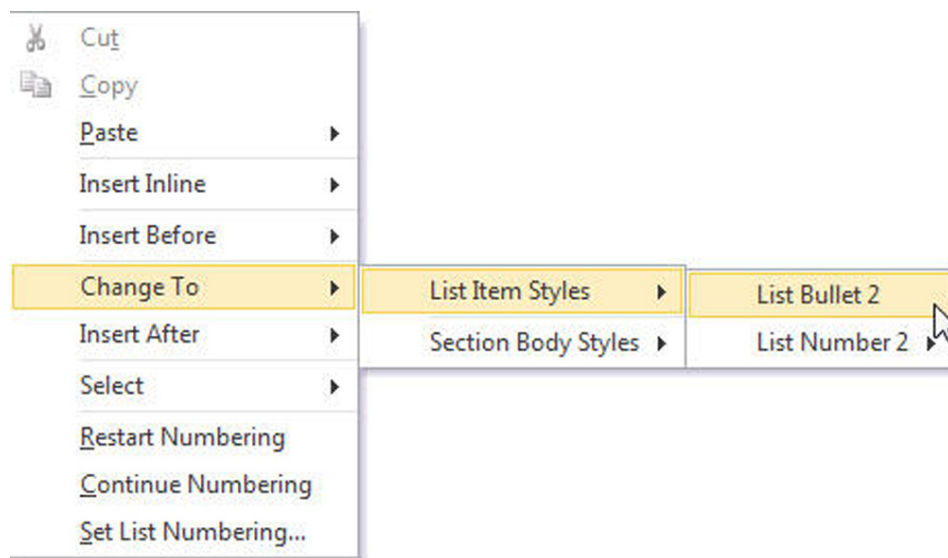 Cut
Copy
Paste
Insert Inline
Insert Before
Change To
Insert After
Select
Restart Numbering
Continue Numbering
Set List Numbering...
List Item Styles
Section Body Styles
List Bullet 2
List Number 2